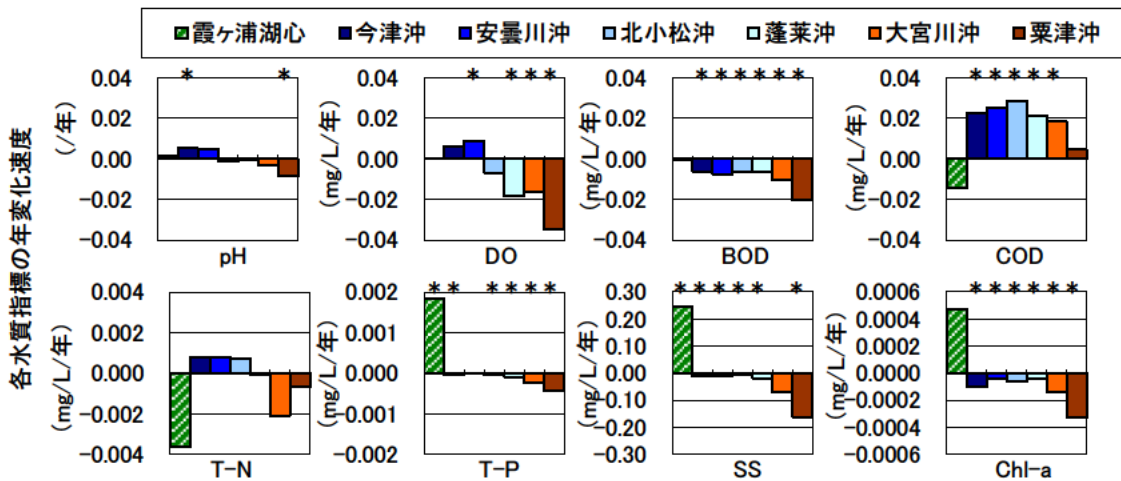 霞ヶ浦湖心 今津沖 安曇川沖 北小松沖 蓬莱沖 大宮川沖 粟津沖
各水質指標の年変化速度
* *
0.04
0.02
0.00
-0.02
-0.04
(/年)
pH
* * * *
0.04
0.02
0.00
-0.02
-0.04
(mg/L/年)
DO
* * * * * *
0.04
0.02
0.00
-0.02
-0.04
(mg/L/年)
BOD
* * * * *
0.04
0.02
0.00
-0.02
-0.04
(mg/L/年)
COD
0.004
0.002
0.000
-0.002
-0.004
(mg/L/年)
T-N
* * * * * *
0.002
0.001
0.000
-0.001
-0.002
(mg/L/年)
T-P
* * * * * *
0.30
0.20
0.10
0.00
-0.10
-0.20
-0.30
(mg/L/年)
SS
* * * * * *
0.0006
0.0004
0.0002
0.0000
-0.0002
-0.0004
-0.0006
(mg/L/年)
Chl-a